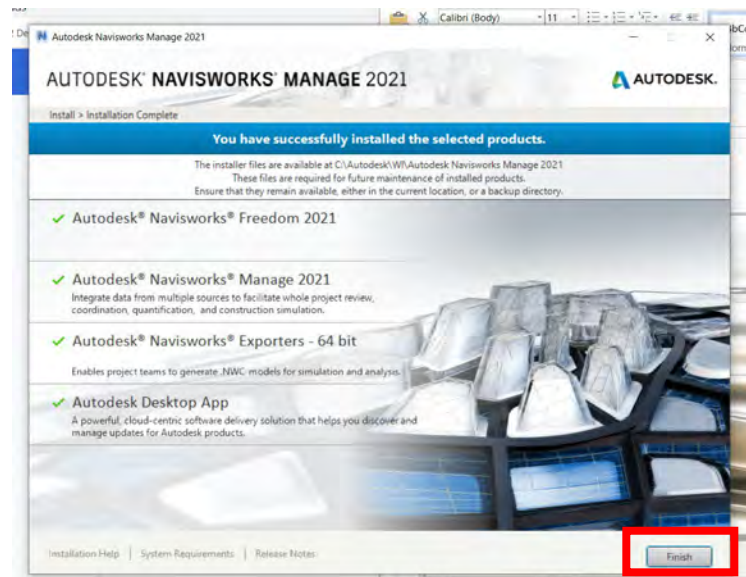 Calibri (Body)
11
Autodesk Navisworks Manage 2021
AUTODESK® NAVISWORKS® MANAGE 2021
AUTODESK.
Install > Installation Complete
You have successfully installed the selected products.
The installer files are available at C:\Autodesk\WI\Autodesk Navisworks Manage 2021
These files are required for future maintenance of installed products.
Ensure that they remain available, either in the current location, or a backup directory.
Autodesk® Navisworks® Freedom 2021
Autodesk® Navisworks® Manage 2021
Integrate data from multiple sources to facilitate whole project review,
coordination, quantification, and construction simulation.
Autodesk® Navisworks® Exporters - 64 bit
Enables project teams to generate .NWC models for simulation and analysis.
Autodesk Desktop App
A powerful, cloud-centric software delivery solution that helps you discover and
manage updates for Autodesk products.
Installation Help | System Requirements | Release Notes
Finish